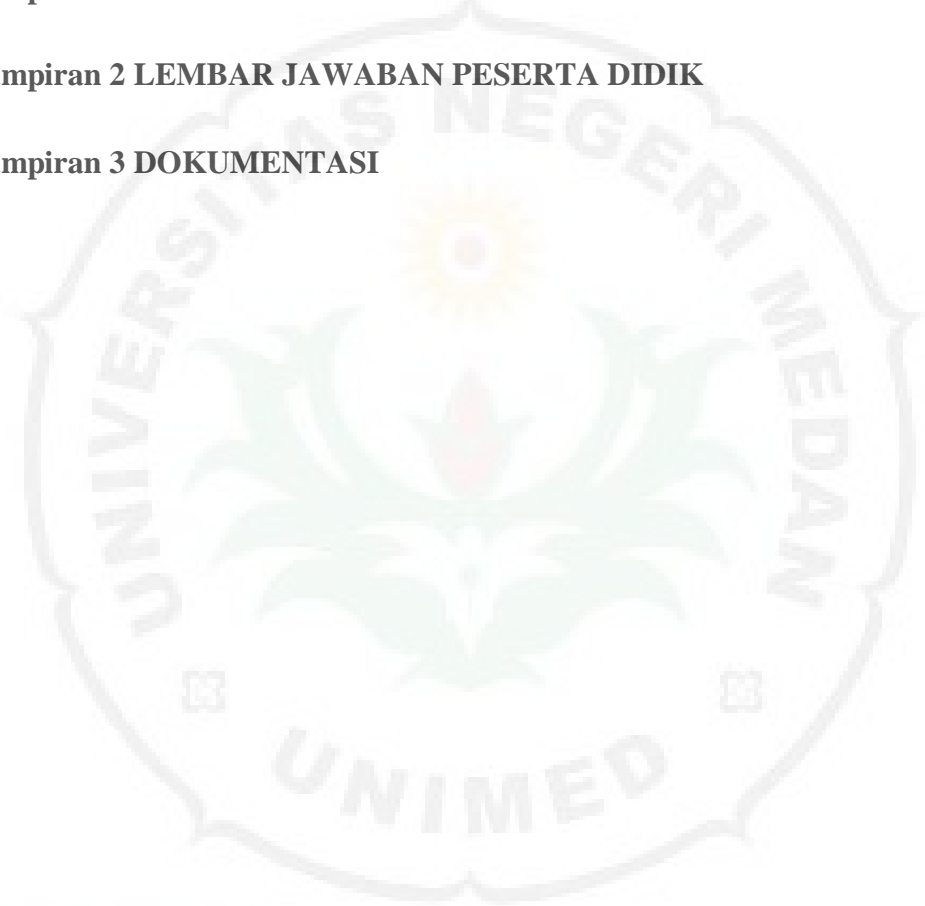 mpiran 2 LEMBAR JAWABAN PESERTA DIDIK
mpiran 3 DOKUMENTASI
UNIVERSITAS NEGERI MEDAN
UNIMED